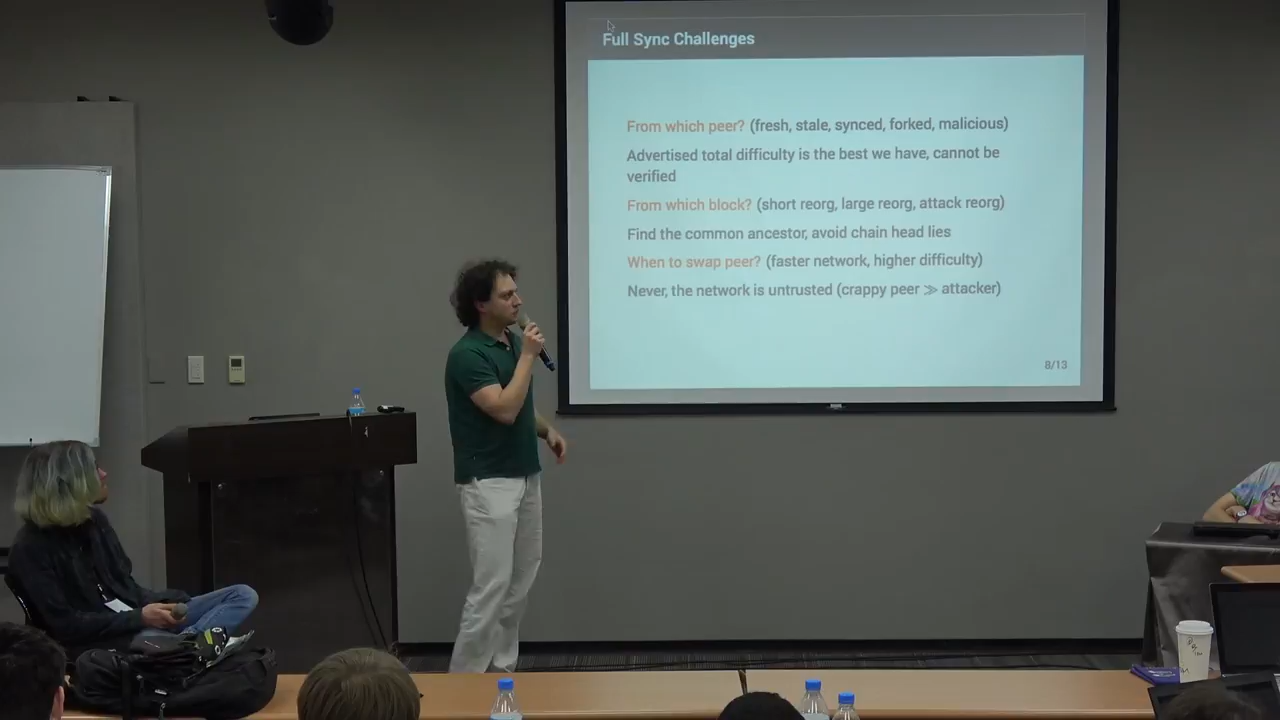 Full Sync Challenges
From which peer? (fresh, stale, synced, forked, malicious)
Advertised total difficulty is the best we have, cannot be
verified
From which block? (short reorg, large reorg, attack reorg)
Find the common ancestor, avoid chain head lies
When to swap peer? (faster network, higher difficulty)
Never, the network is untrusted (crappy peer ≫ attacker)
8/13